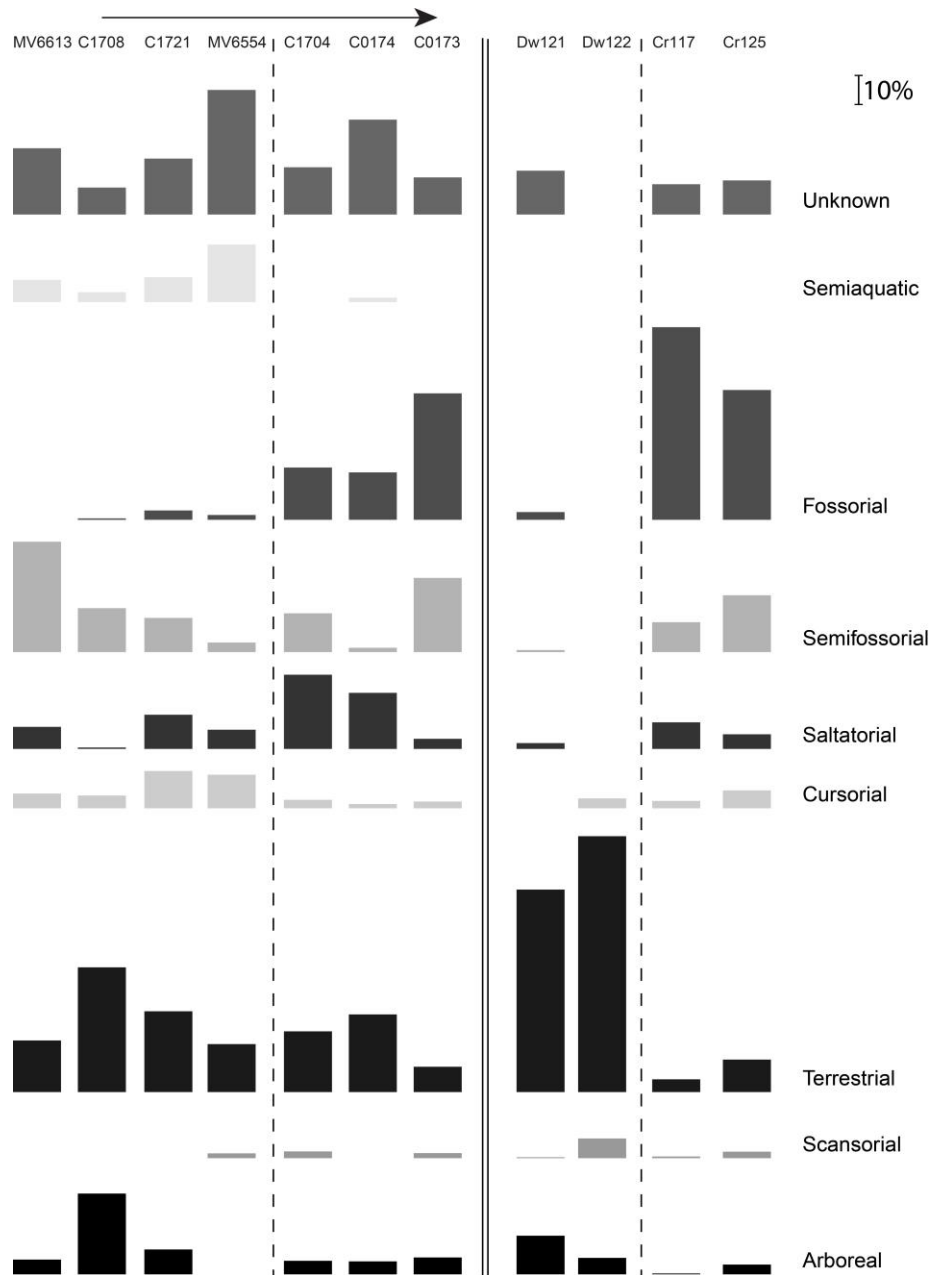 MV6613 C1708 C1721 MV6554 C1704 C0174 C0173 Dw121 Dw122 Cr117 Cr125
10%
Unknown
Semiaquatic
Fossorial
Semifossorial
Saltatorial
Cursorial
Terrestrial
Scansorial
Arboreal